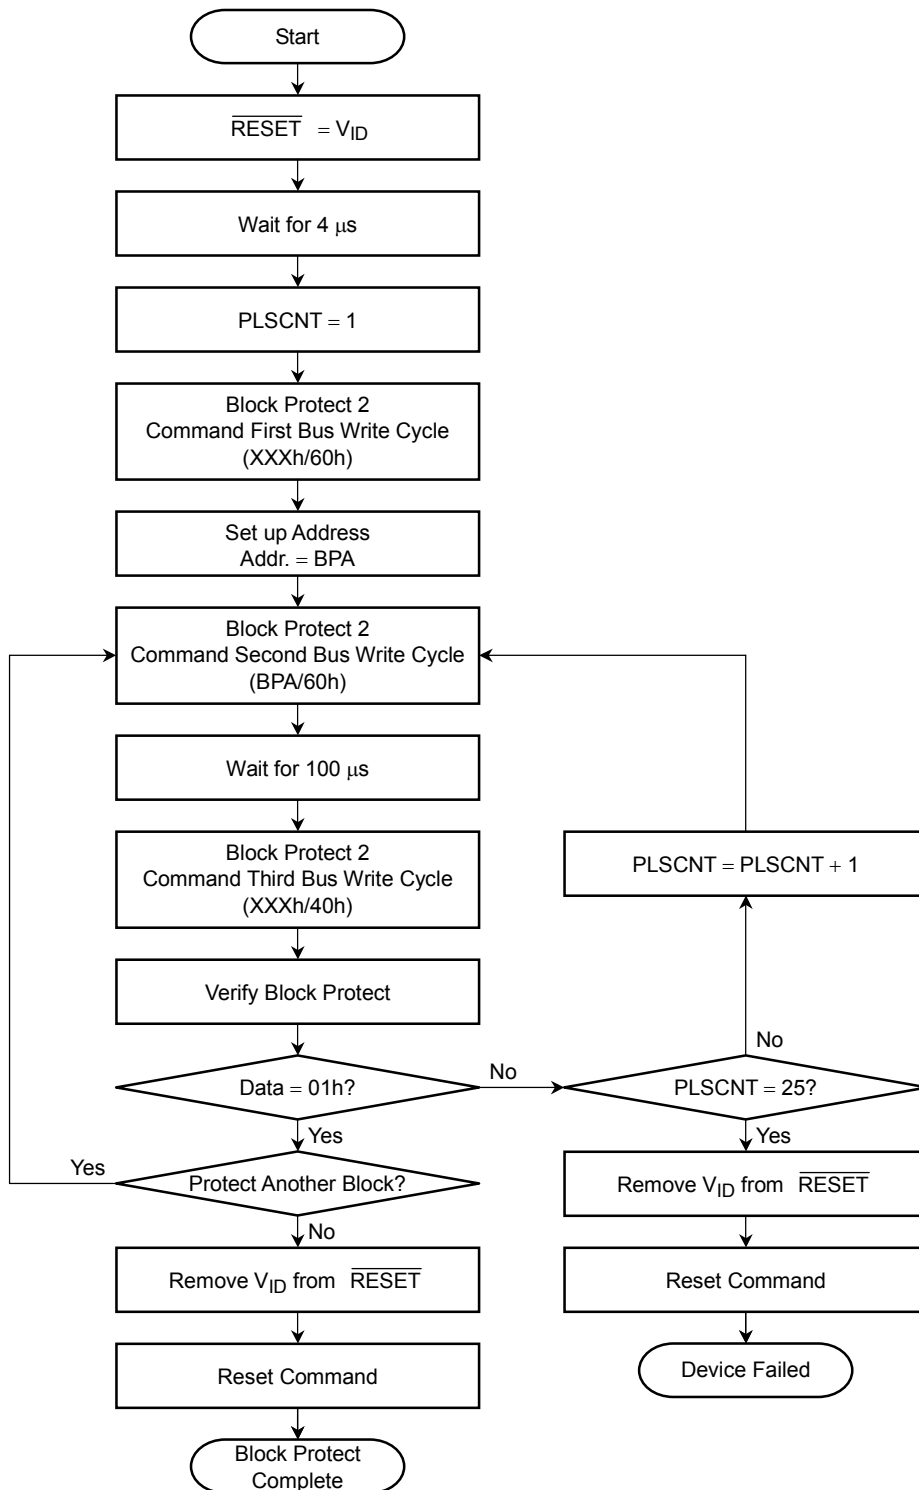 Start
RESET = VID
Wait for 4 μs
PLSCNT = 1
Block Protect 2
Command First Bus Write Cycle
(XXXh/60h)
Set up Address
Addr. = BPA
Block Protect 2
Command Second Bus Write Cycle
(BPA/60h)
Wait for 100 μs
Block Protect 2
Command Third Bus Write Cycle
(XXXh/40h)
PLSCNT = PLSCNT + 1
Verify Block Protect
No
Data = 01h?
No
PLSCNT = 25?
Yes
Yes
Yes
Protect Another Block?
Remove VID from RESET
No
Remove VID from RESET
Reset Command
Reset Command
Device Failed
Block Protect
Complete